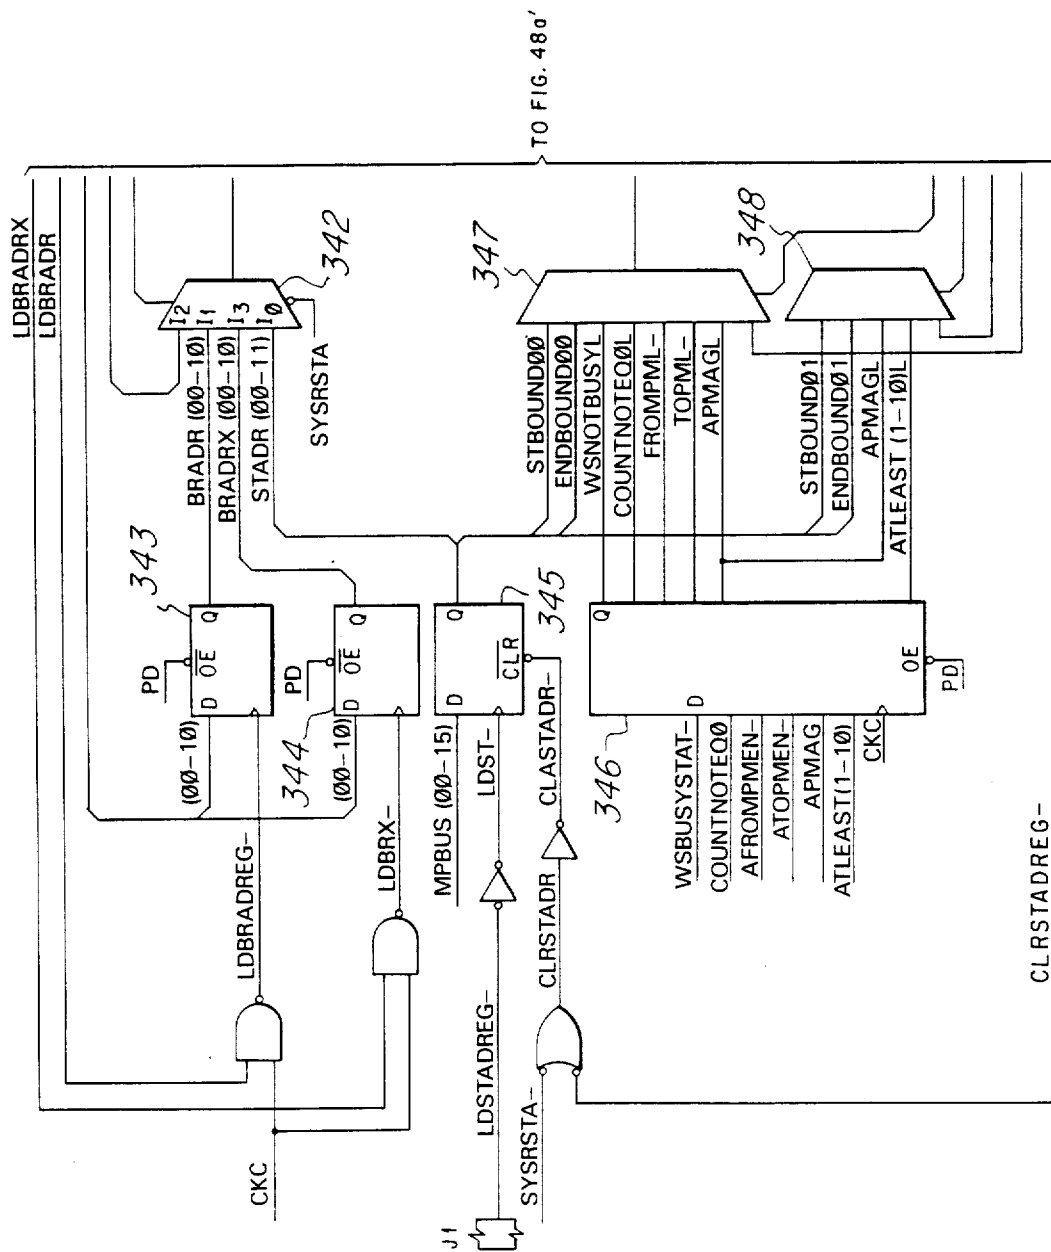 LDBRADRX
LDBRADR
TO FIG. 48a'
I2
I1
I3
I0
342
SYSRSTA
BRADR (00-10)
BRADRX (00-10)
STADR (00-11)
343
PD
D
OE
Q
(00-10)
LDBRADREG-
344
PD
D
OE
Q
(00-10)
LDBRX-
CKC
MPBUS (00-15)
D
Q
CLR
345
LDST-
LDSTADREG-
J1
CLASTADR-
CLRSTADR
SYSRSTA-
347
STBOUND00
ENDBOUND00
WSNOTBUSYL
COUNTNOTEQ0L
FROMPML-
TOPML-
APMAGL
348
STBOUND01
ENDBOUND01
APMAGL
ATLEAST (1-10)L
346
Q
D
OE
PD
WSBUSYSTAT-
COUNTNOTEQ0
AFROMPMEN-
ATOPMEN-
APMAG
ATLEAST(1-10)
CKC
CLRSTADREG-